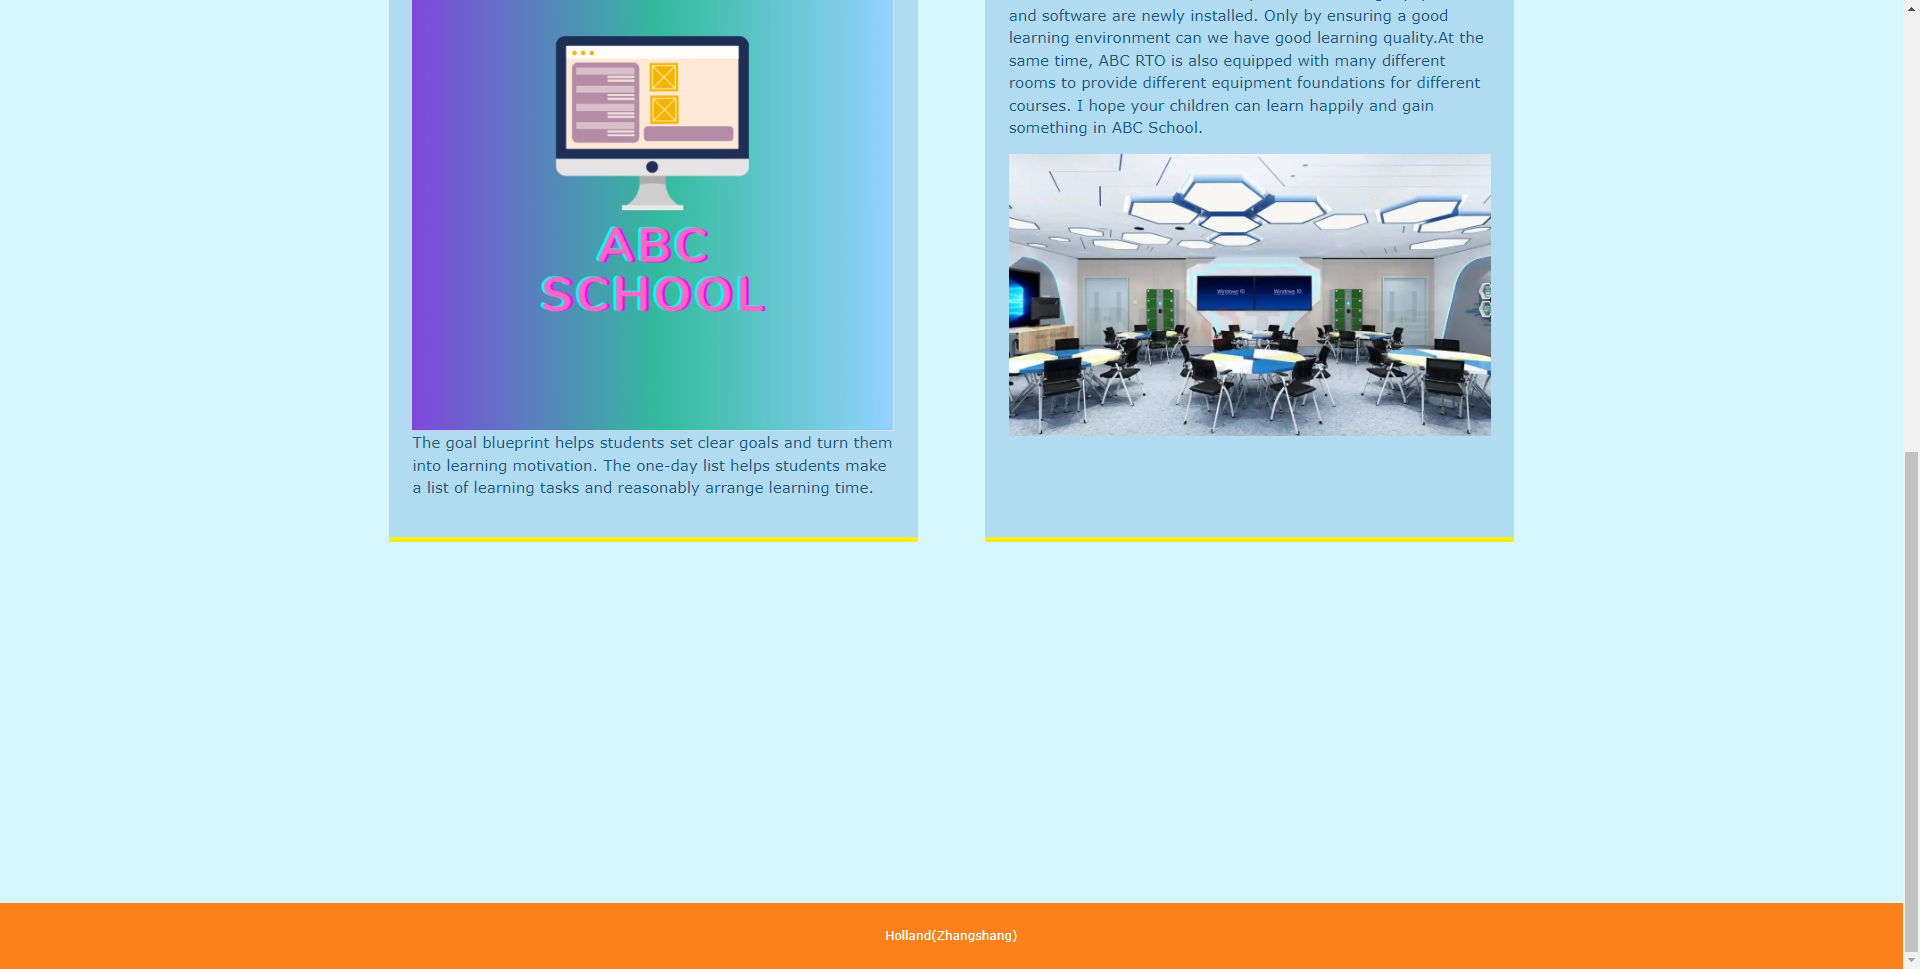 ABC
SCHOOL
The goal blueprint helps students set clear goals and turn them
into learning motivation. The one-day list helps students make
a list of learning tasks and reasonably arrange learning time.
and software are newly installed. Only by ensuring a good
learning environment can we have good learning quality.At the
same time, ABC RTO is also equipped with many different
rooms to provide different equipment foundations for different
courses. I hope your children can learn happily and gain
something in ABC School.
Windows 10
Windows 10
Holland(Zhangshang)